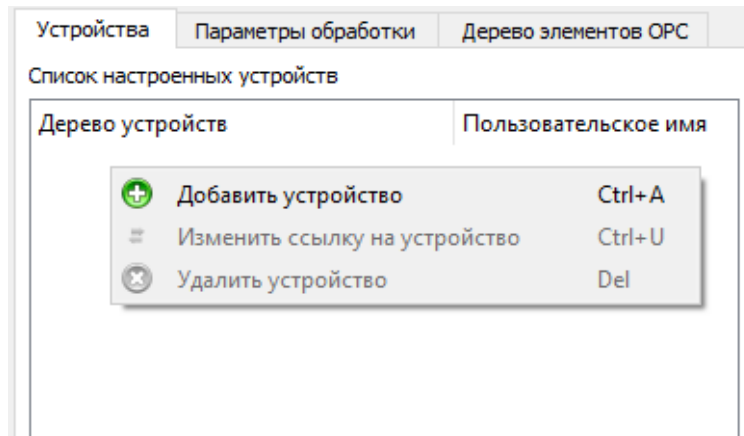 Устройства Параметры обработки Дерево элементов ОРС
Список настроенных устройств
Дерево устройств Пользовательское имя
Добавить устройство Ctrl+A
Изменить ссылку на устройство Ctrl+U
Удалить устройство Del